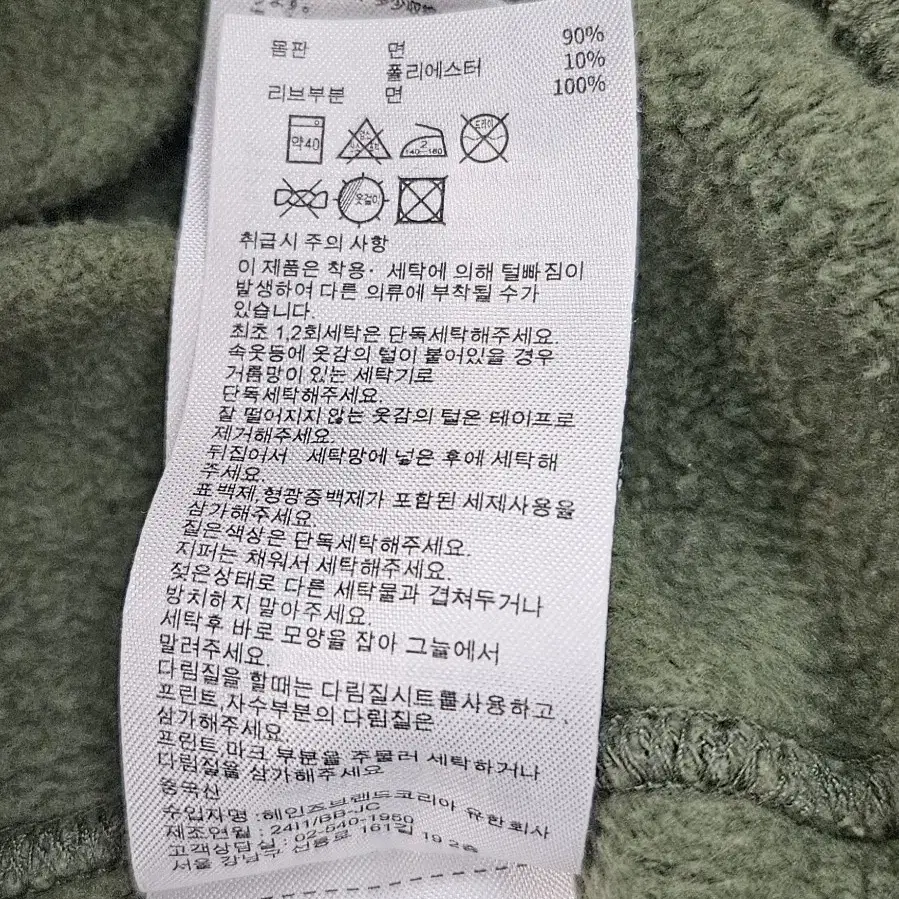 몸판 면 90%
폴리에스터 10%
리브부분 면 100%
약40
염소
2
140~160
드라이
옷걸이
취급시 주의 사항
이 제품은 착용· 세탁에 의해 털빠짐이
발생하여 다른 의류에 부착될 수가
있습니다.
최초 1,2회세탁은 단독세탁해주세요.
속옷등에 옷감의 털이 붙어있을 경우
거름망이 있는 세탁기로
단독세탁해주세요.
잘 떨어지지 않는 옷감의 털은 테이프로
제거해주세요.
뒤집어서 세탁망에 넣은 후에 세탁해
주세요.
표백제,형광증백제가 포함된 세제사용을
삼가해주세요.
짙은색상은 단독세탁해주세요.
지퍼는 채워서 세탁해주세요.
젖은상태로 다른 세탁물과 겹쳐두거나
방치하지 말아주세요.
세탁후 바로 모양을 잡아 그늘에서
말려주세요.
다림질을 할때는 다림질시트를사용하고,
프린트,자수부분의 다림질은
삼가해주세요.
프린트,마크 부분을 주물러 세탁하거나
다림질을 삼가해주세요
중국산
수입자명 :헤인즈브랜드코리아 유한회사
제조연월 : 24J1/BB-JC
고객상담실 : 02-540-1950
서울 강남구 선릉로 161길 19 2층